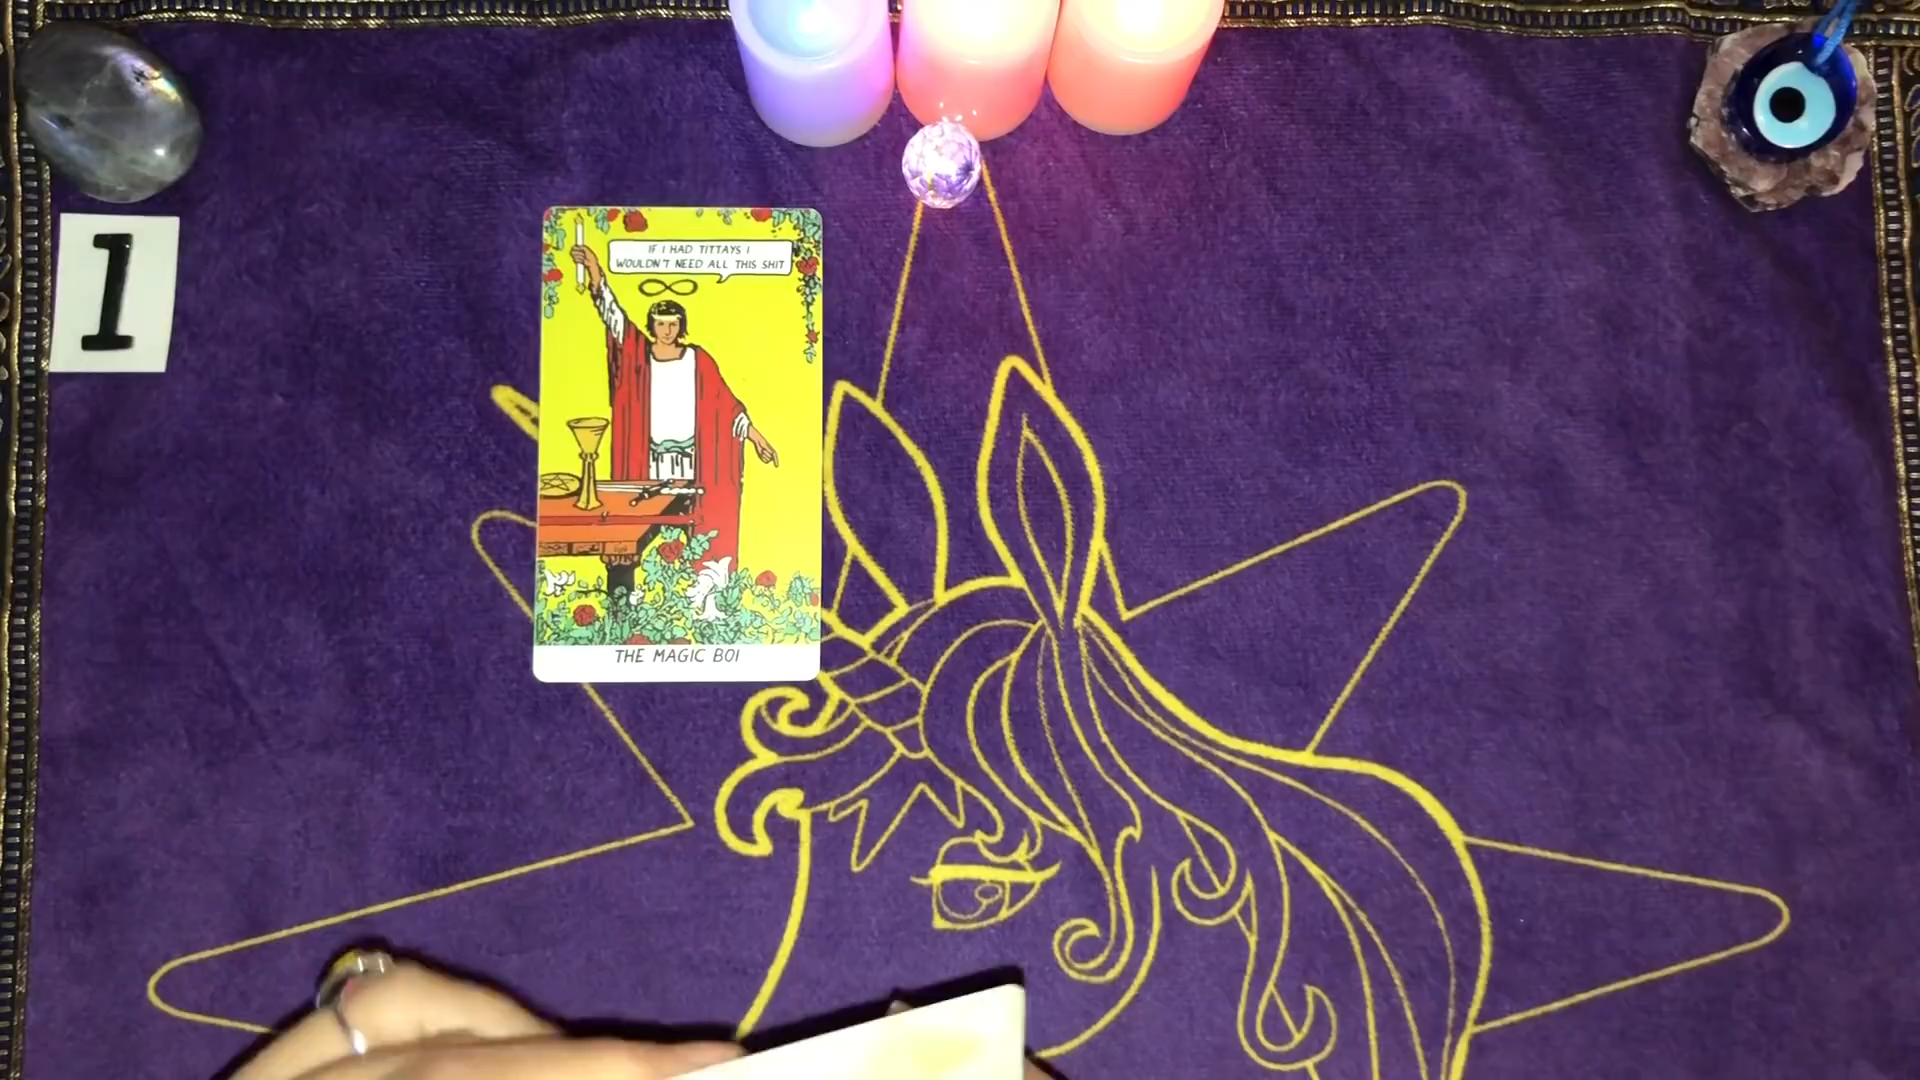 1
IF I HAD TITTAYS I
WOULDN'T NEED ALL THIS SHIT
THE MAGIC BOI